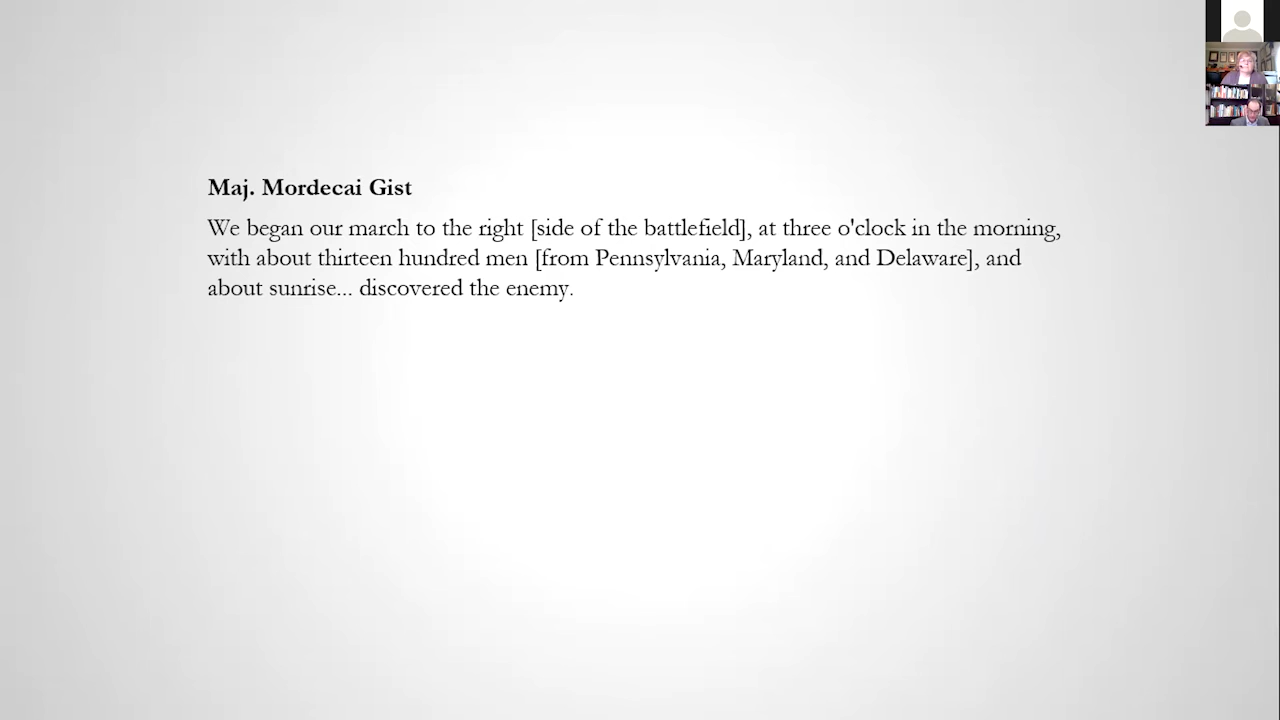 Maj. Mordecai Gist
We began our march to the right [side of the battlefield], at three o'clock in the morning,
with about thirteen hundred men [from Pennsylvania, Maryland, and Delaware], and
about sunrise... discovered the enemy.